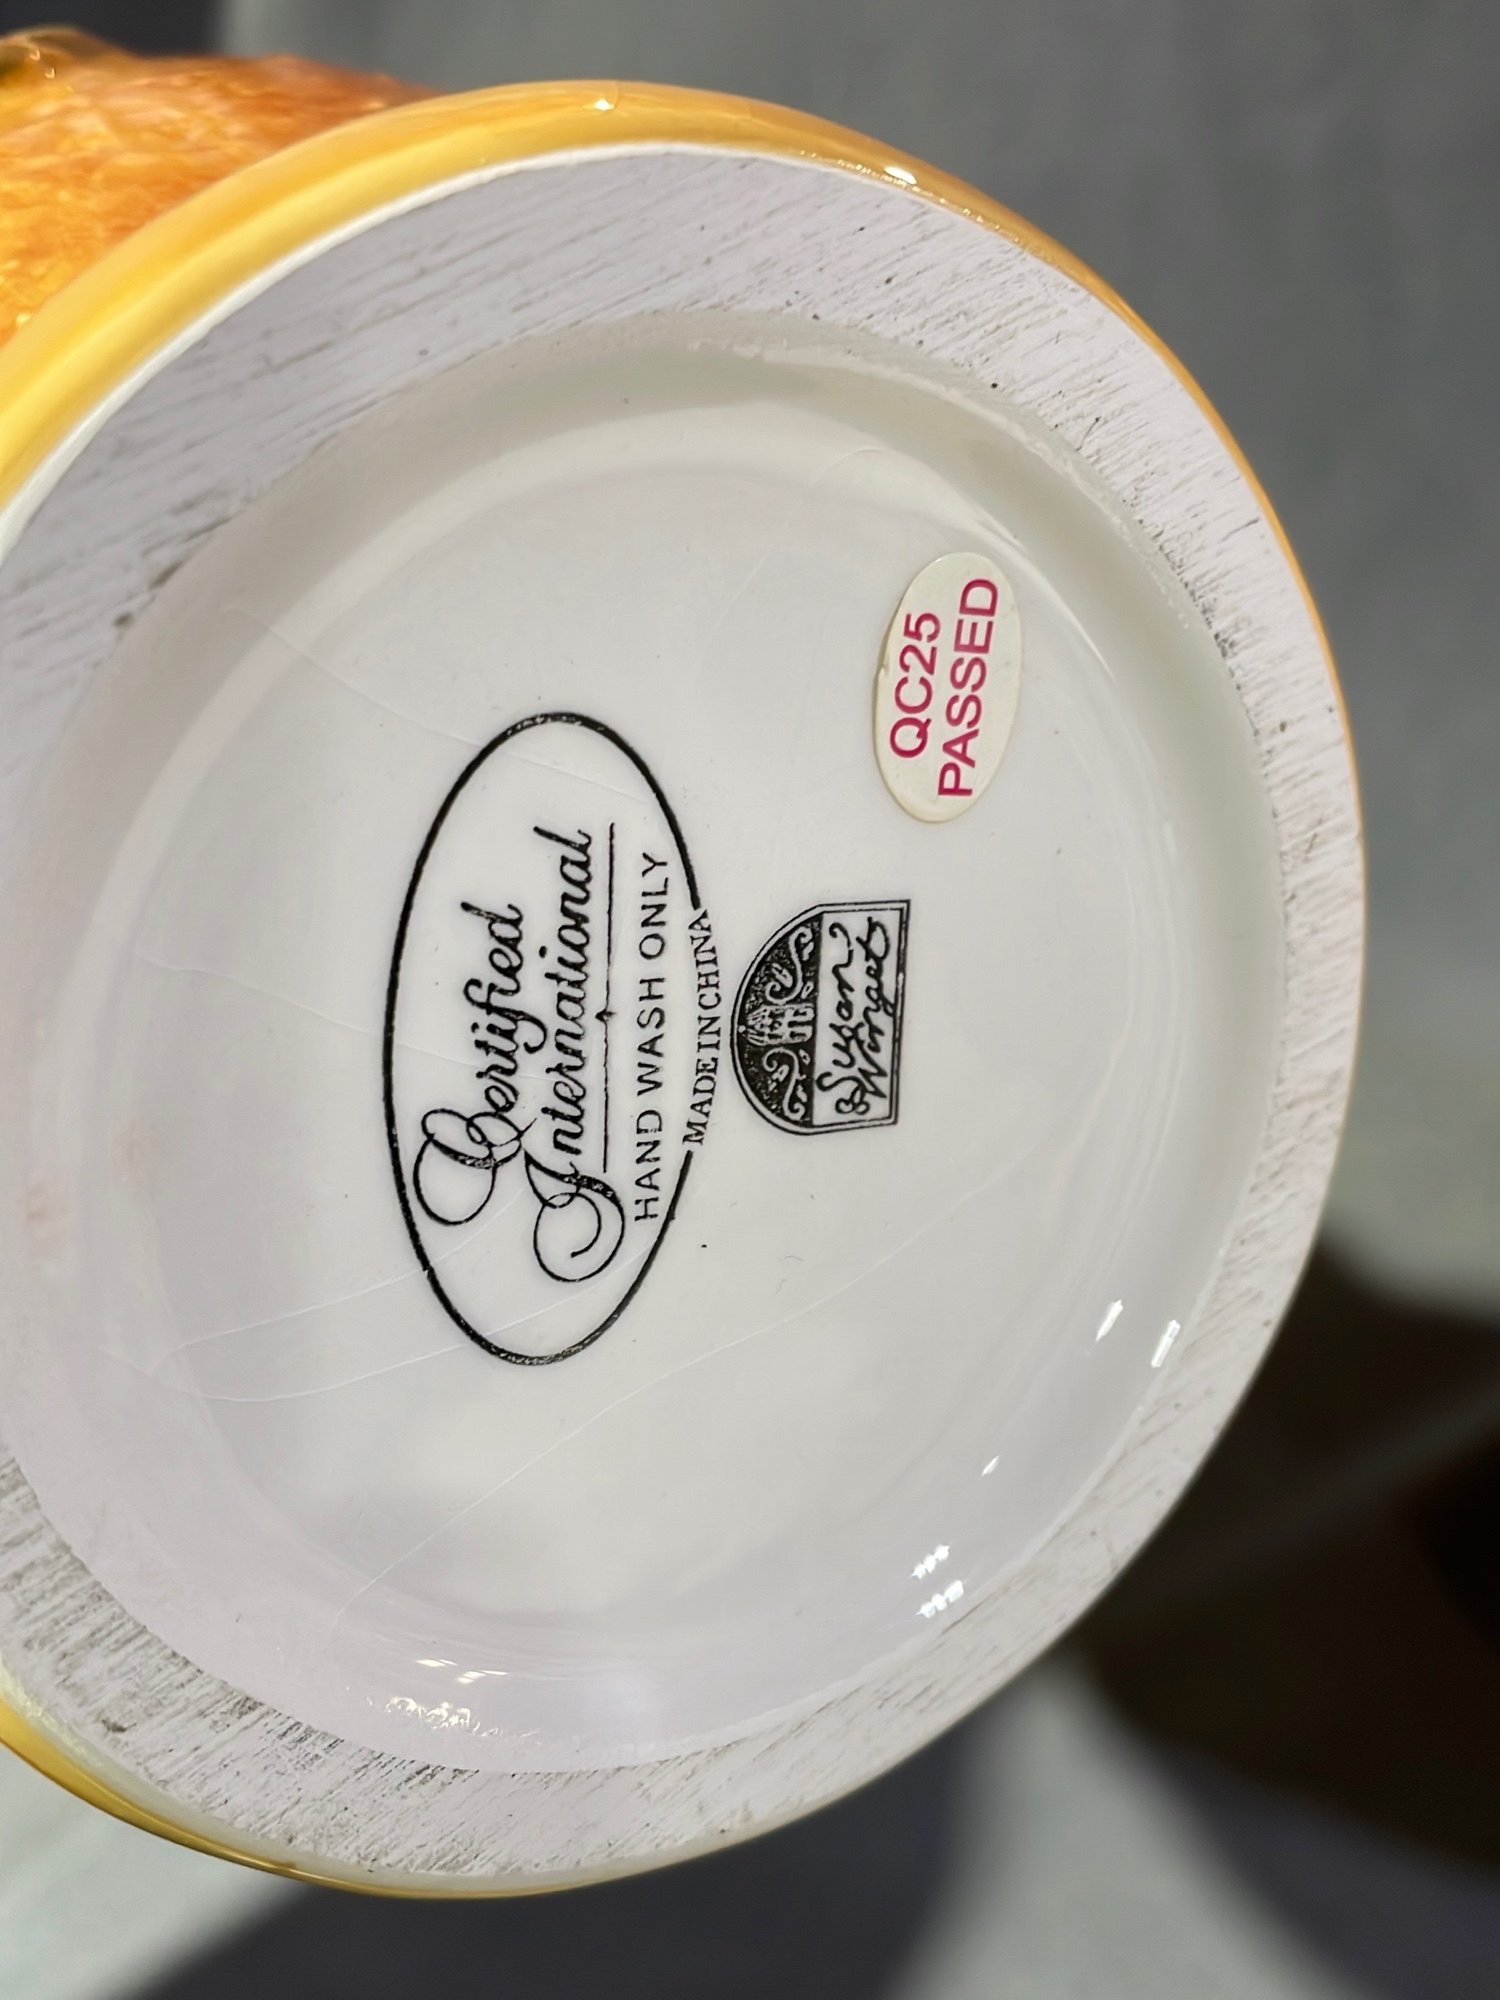 Certified
International
HAND WASH ONLY
MADE IN CHINA
Susan
Winget
QC25
PASSED